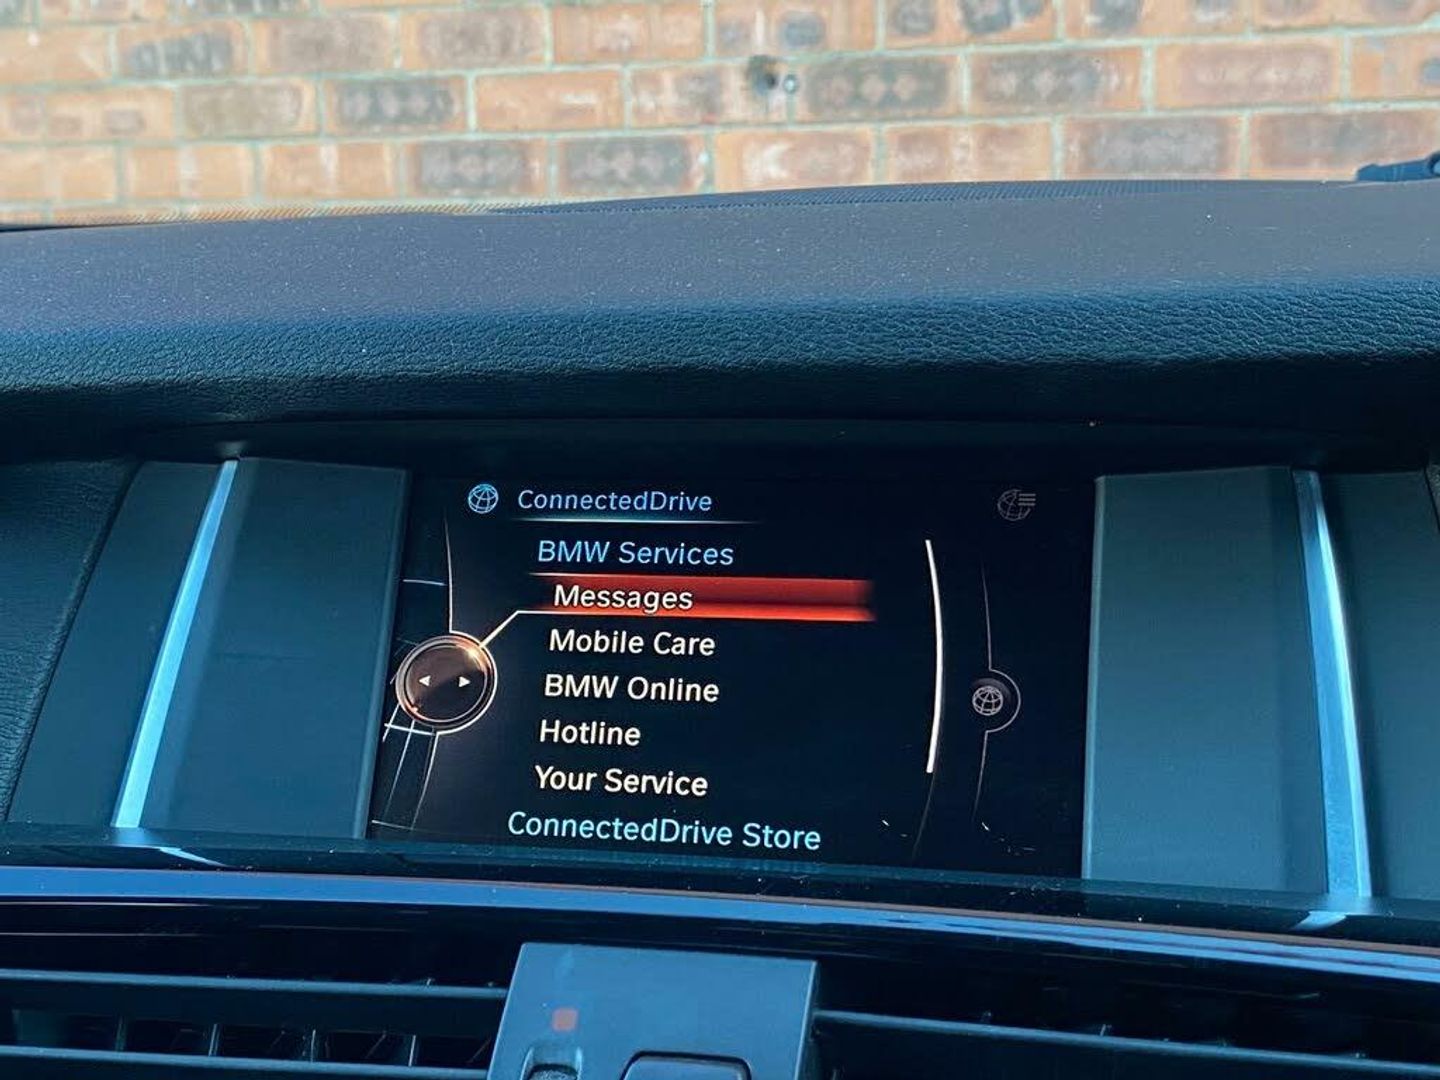 ConnectedDrive
BMW Services
Messages
Mobile Care
BMW Online
Hotline
Your Service
ConnectedDrive Store